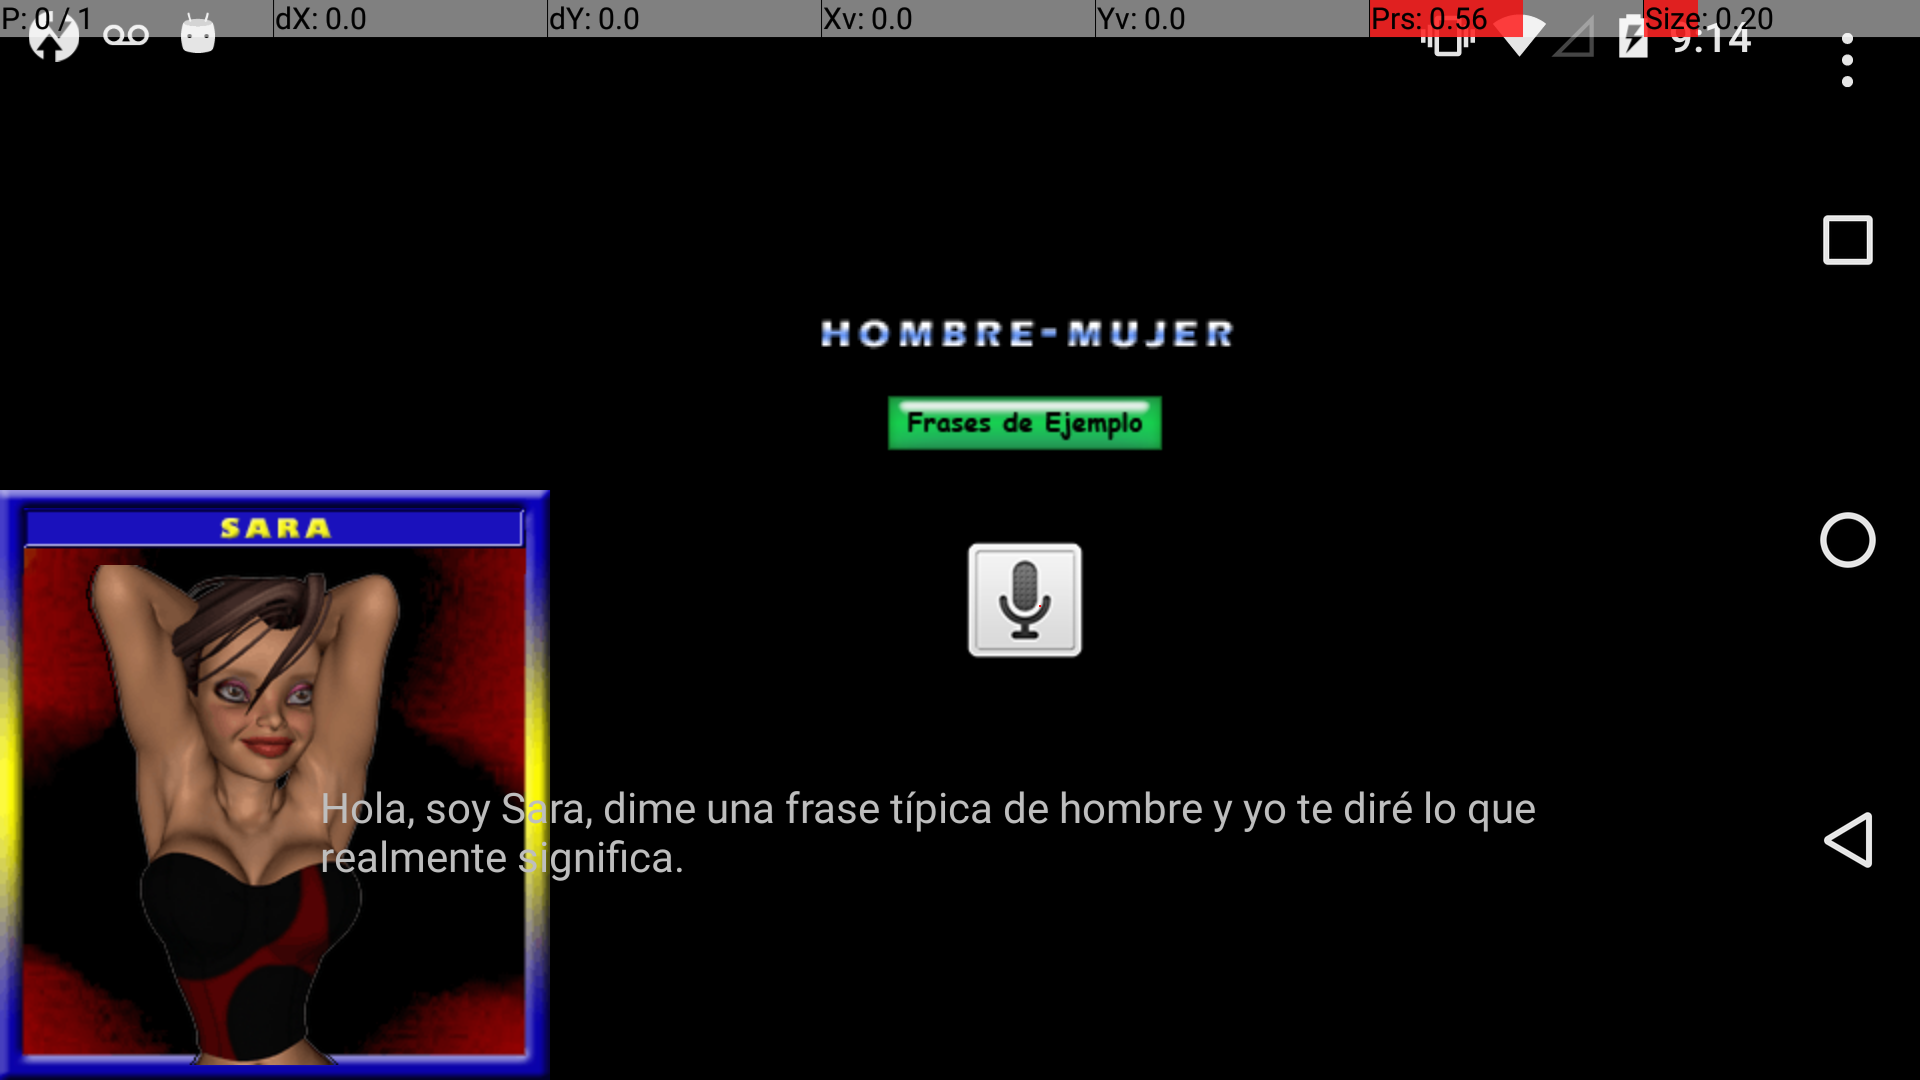 P: 0 / 1 dX: 0.0 dY: 0.0 Xv: 0.0 Yv: 0.0 Prs: 0.56 Size: 0.20
9:14
HOMBRE-MUJER
Frases de Ejemplo
SARA
Hola, soy Sara, dime una frase típica de hombre y yo te diré lo que
realmente significa.